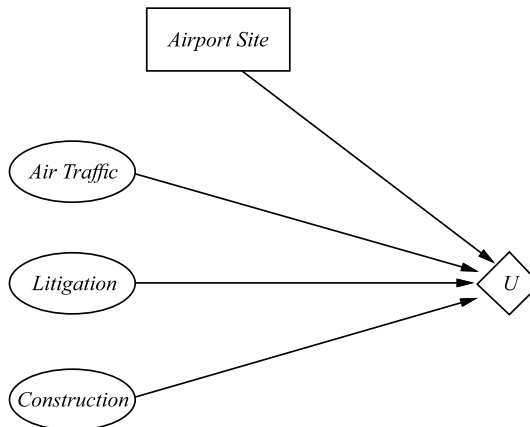 Airport Site
Air Traffic
Litigation
U
Construction